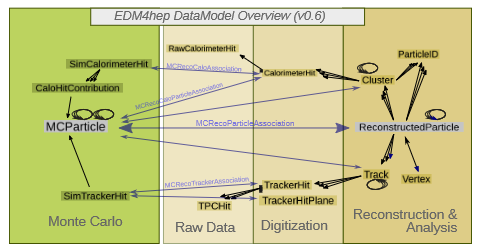 EDM4hep DataModel Overview (v0.6)
RawCalorimeterHit
ParticleID
SimCalorimeterHit
MCRecoCaloAssociation
CalorimeterHit
Cluster
CaloHitContribution
MCRecoCaloParticleAssociation
MCParticle
MCRecoParticleAssociation
ReconstructedParticle
MCRecoTrackerAssociation
TrackerHit
Track
Vertex
SimTrackerHit
TPCHit
TrackerHitPlane
Monte Carlo
Raw Data
Digitization
Reconstruction &
Analysis